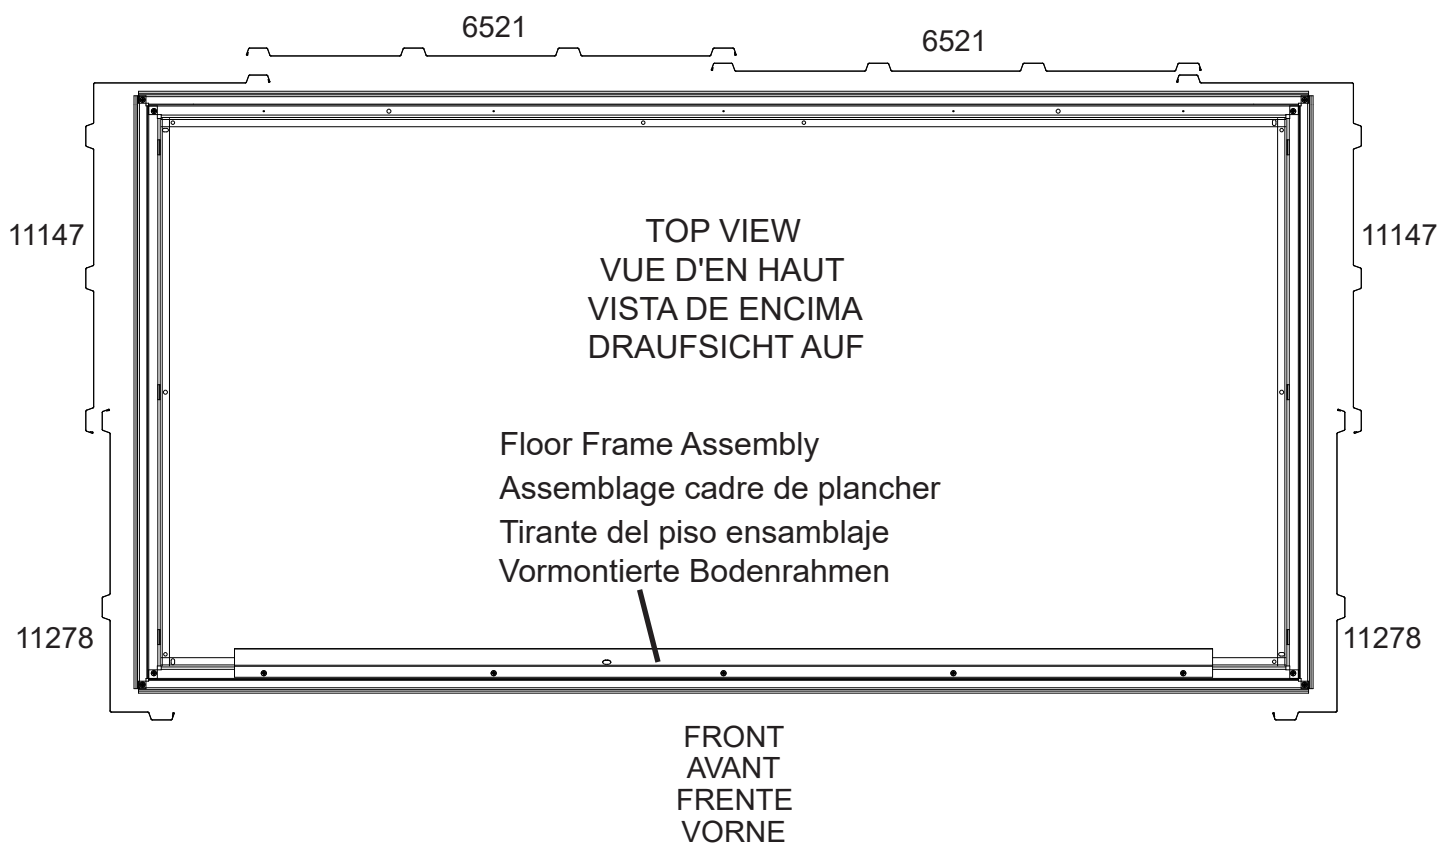 6521
6521
11147
11147
TOP VIEW
VUE D'EN HAUT
VISTA DE ENCIMA
DRAUFSICHT AUF
Floor Frame Assembly
Assemblage cadre de plancher
Tirante del piso ensamblaje
Vormontierte Bodenrahmen
11278
11278
FRONT
AVANT
FRENTE
VORNE